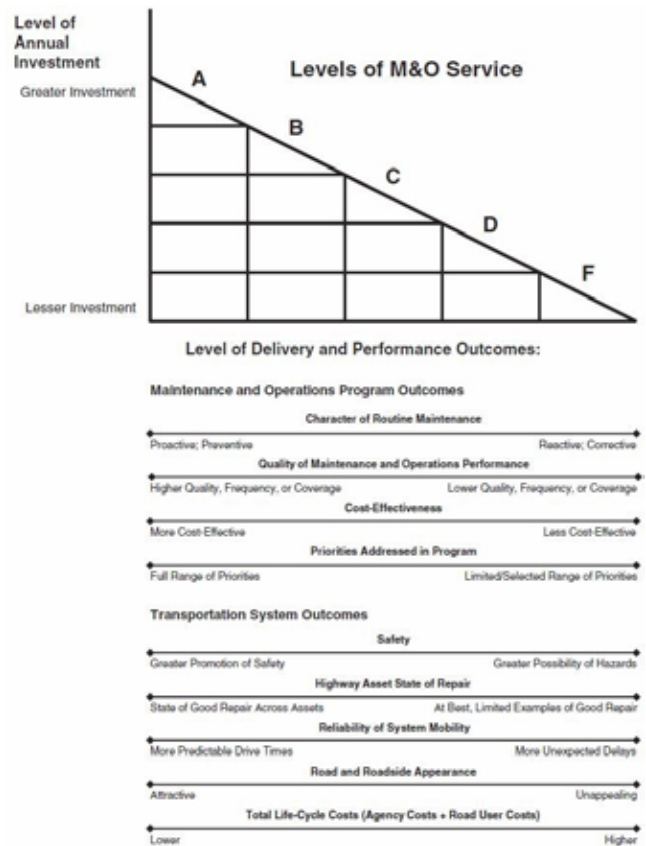 Level of
Annual
Investment
Levels of M&O Service
Greater Investment
A
B
C
D
F
Lesser Investment
Level of Delivery and Performance Outcomes:
Maintenance and Operations Program Outcomes
Character of Routine Maintenance
Proactive; Preventive Reactive; Corrective
Quality of Maintenance and Operations Performance
Higher Quality, Frequency, or Coverage Lower Quality, Frequency, or Coverage
Cost-Effectiveness
More Cost-Effective Less Cost-Effective
Priorities Addressed in Program
Full Range of Priorities Limited/Selected Range of Priorities
Transportation System Outcomes
Safety
Greater Promotion of Safety Greater Possibility of Hazards
Highway Asset State of Repair
State of Good Repair Across Assets At Best, Limited Examples of Good Repair
Reliability of System Mobility
More Predictable Drive Times More Unexpected Delays
Road and Roadside Appearance
Attractive Unappealing
Total Life-Cycle Costs (Agency Costs + Road User Costs)
Lower Higher